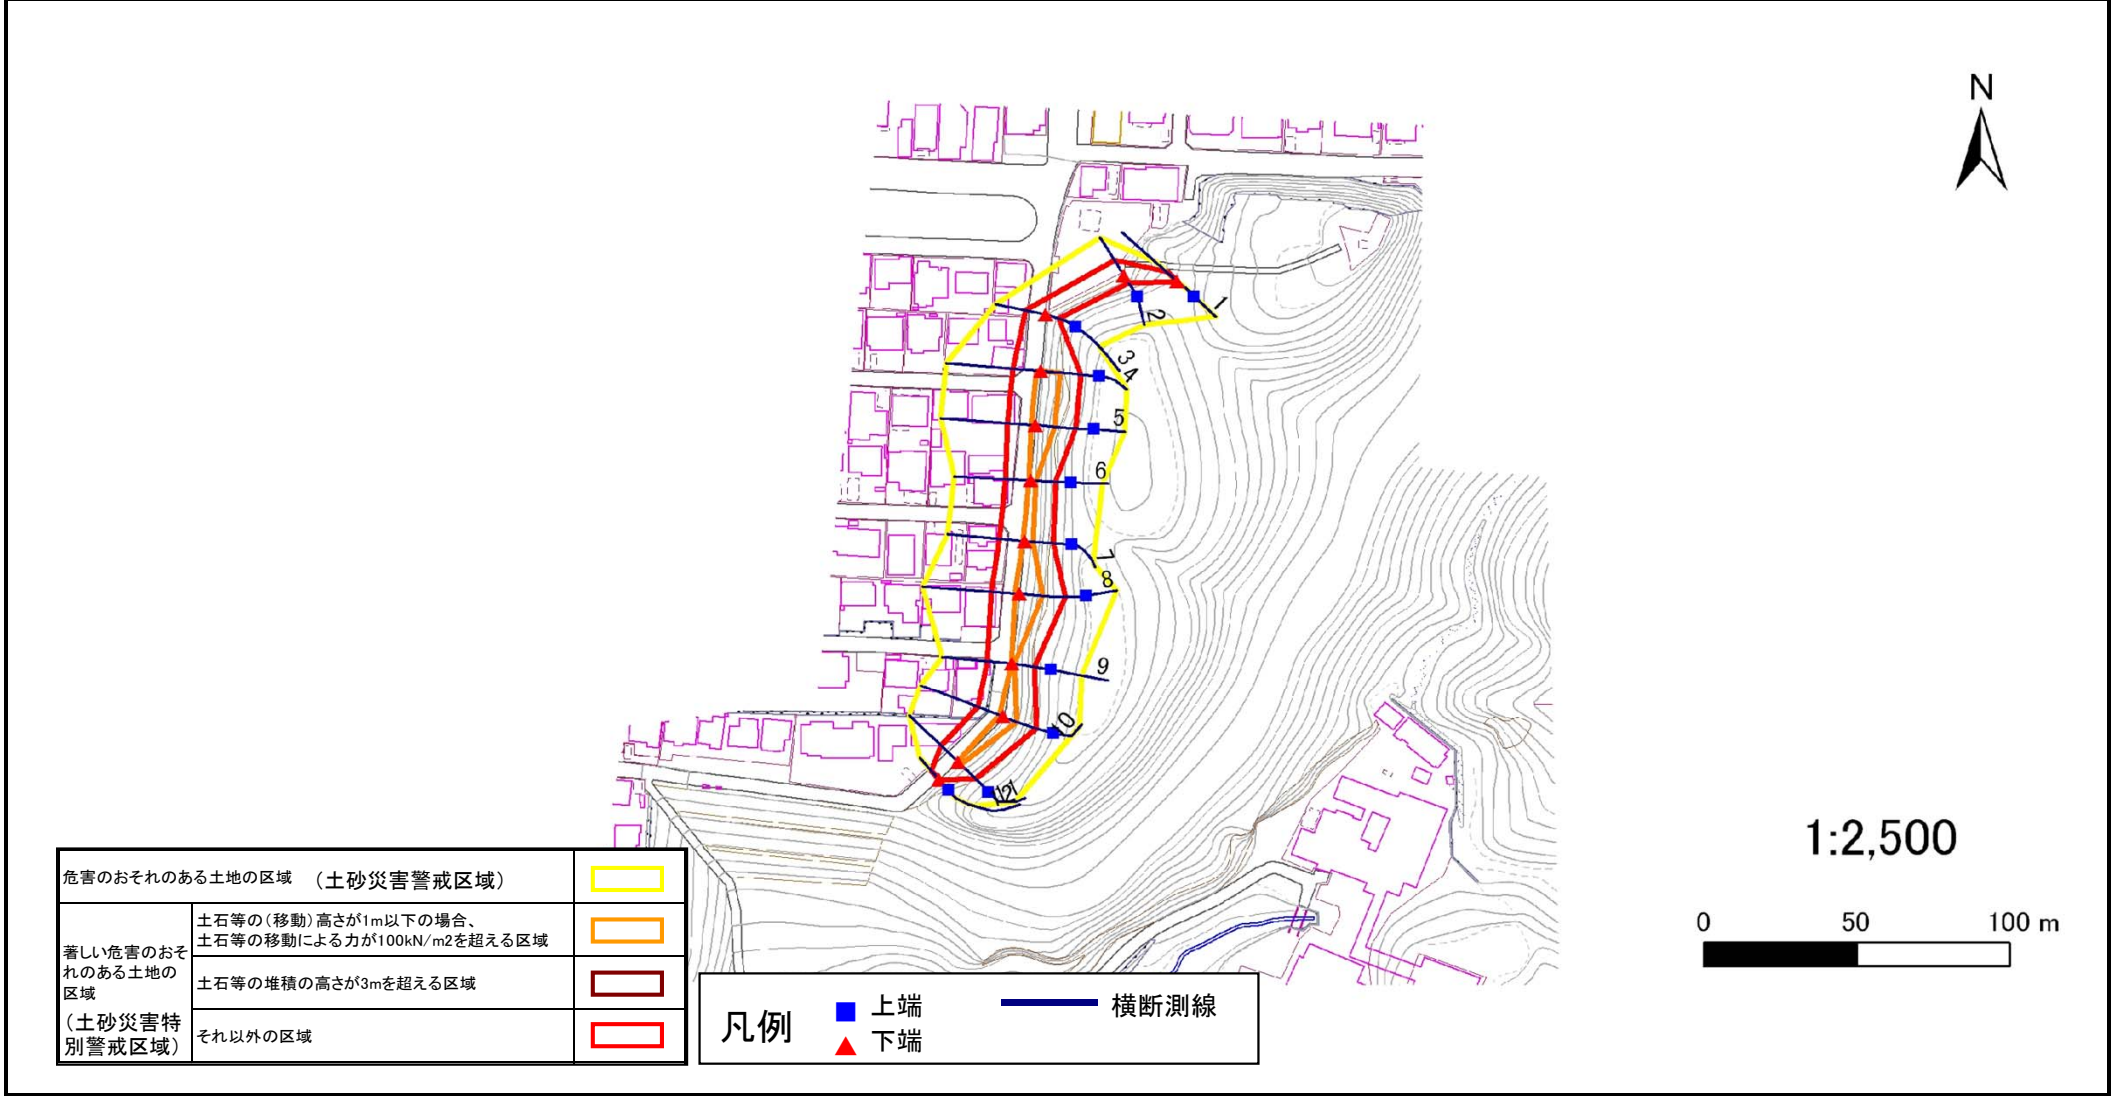 N
1
2
3
4
5
6
7
8
9
10
11
12
1:2,500
0 50 100 m
危害のおそれのある土地の区域 （土砂災害警戒区域）
著しい危害のおそ
れのある土地の
区域
（土砂災害特
別警戒区域）
土石等の（移動）高さが1m以下の場合、
土石等の移動による力が100kN/m2を超える区域
土石等の堆積の高さが3mを超える区域
それ以外の区域
凡例
上端
下端
横断測線